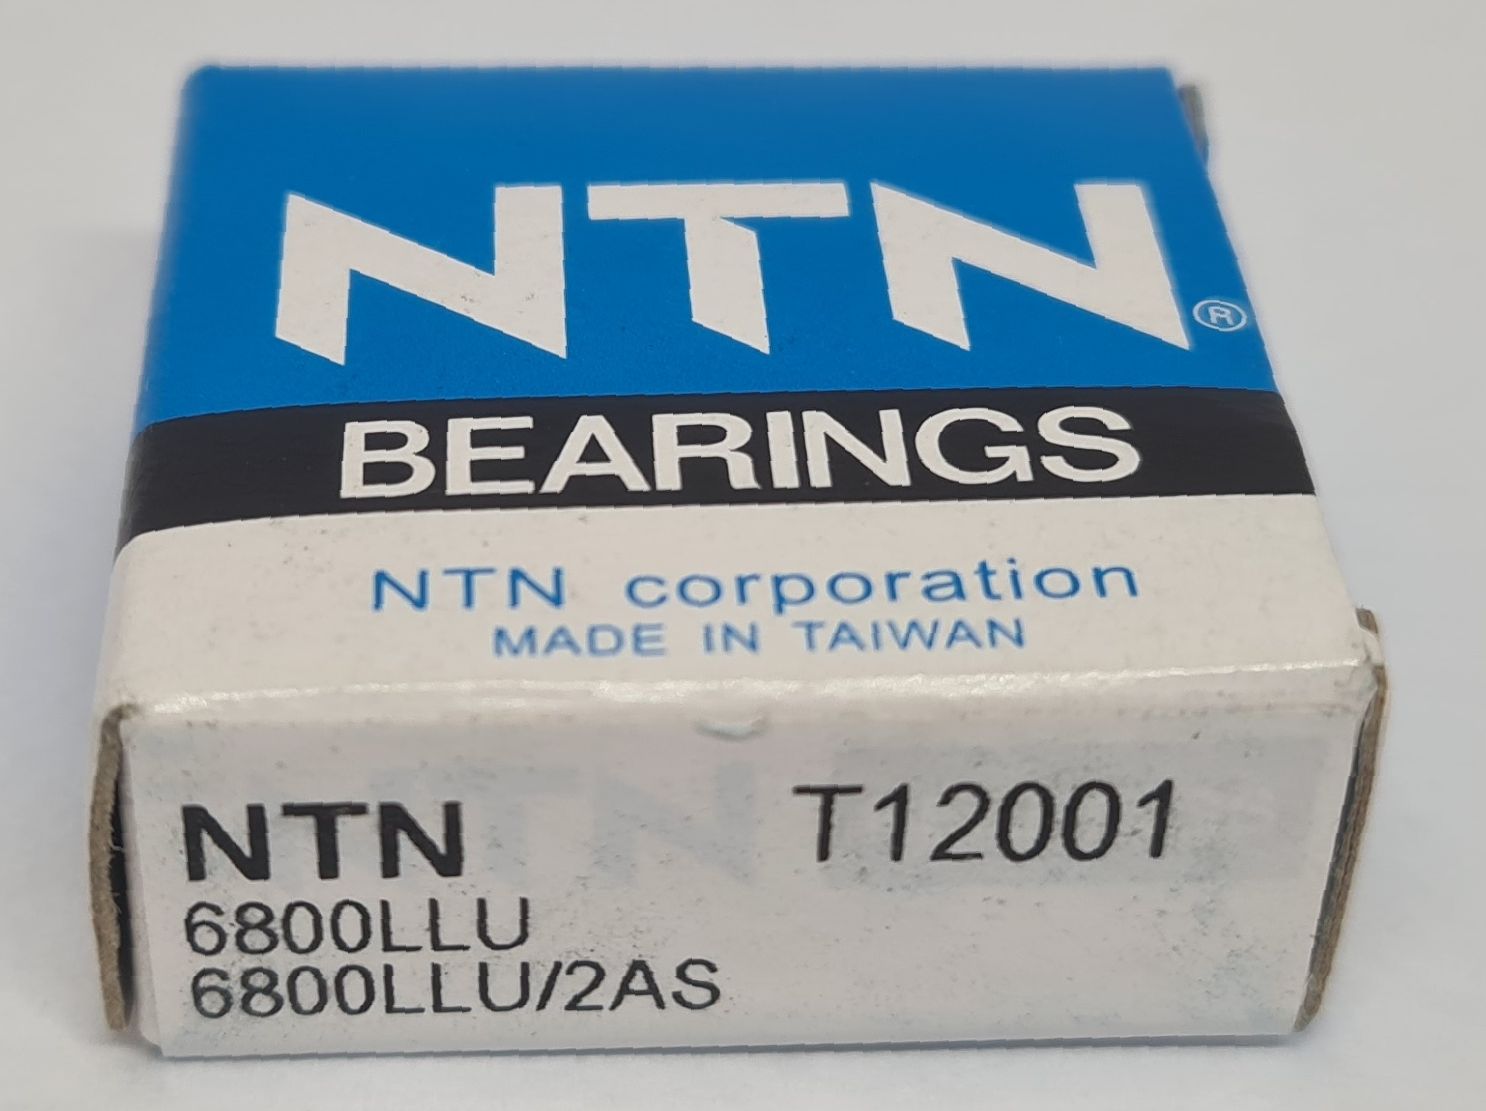 NTN®
BEARINGS
NTN corporation
MADE IN TAIWAN
NTN T12001
6800LLU
6800LLU/2AS